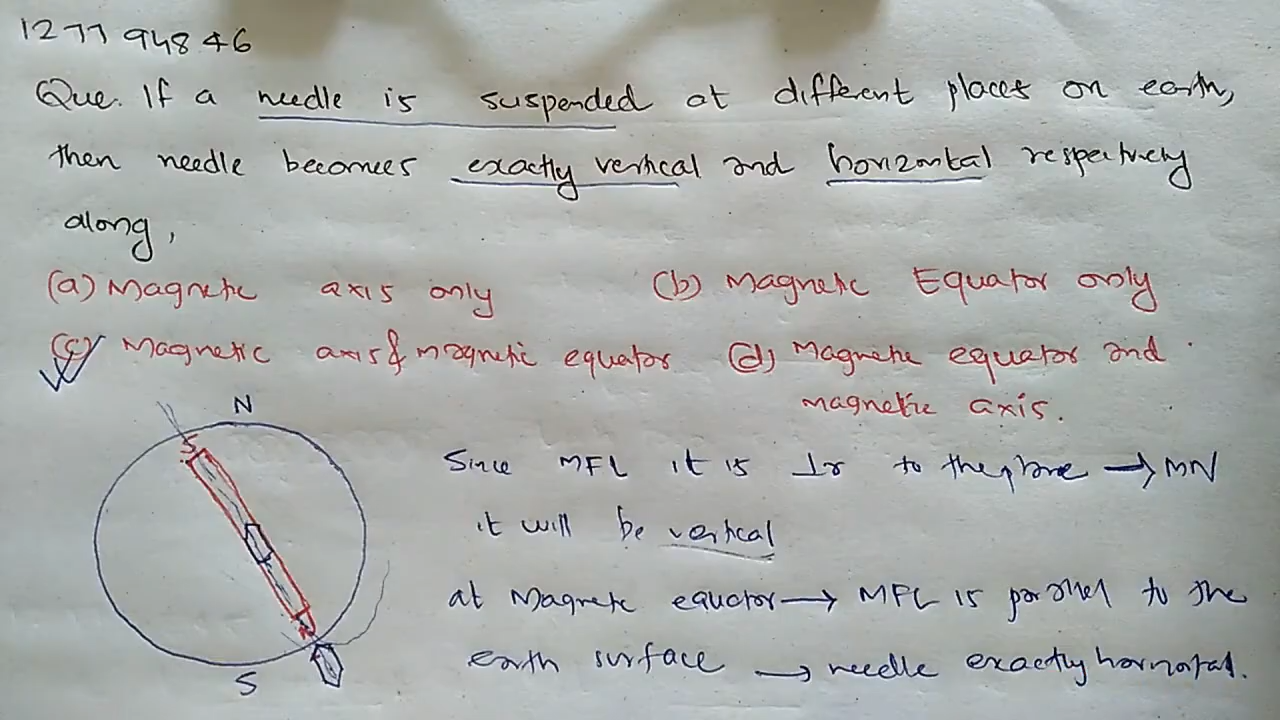 127794846
Que. If a needle is suspended at different places on earth,
then needle becomes exactly vertical and horizontal respectively
along,
(a) Magnetic axis only (b) Magnetic Equator only
(c) Magnetic axis & magnetic equator (d) Magnetic equator and
magnetic axis.
N
S
Since MFL it is ⊥r to the plane → MN
it will be vertical
at Magnetic equator → MFL is parallel to the
earth surface → needle exactly horizontal.
S